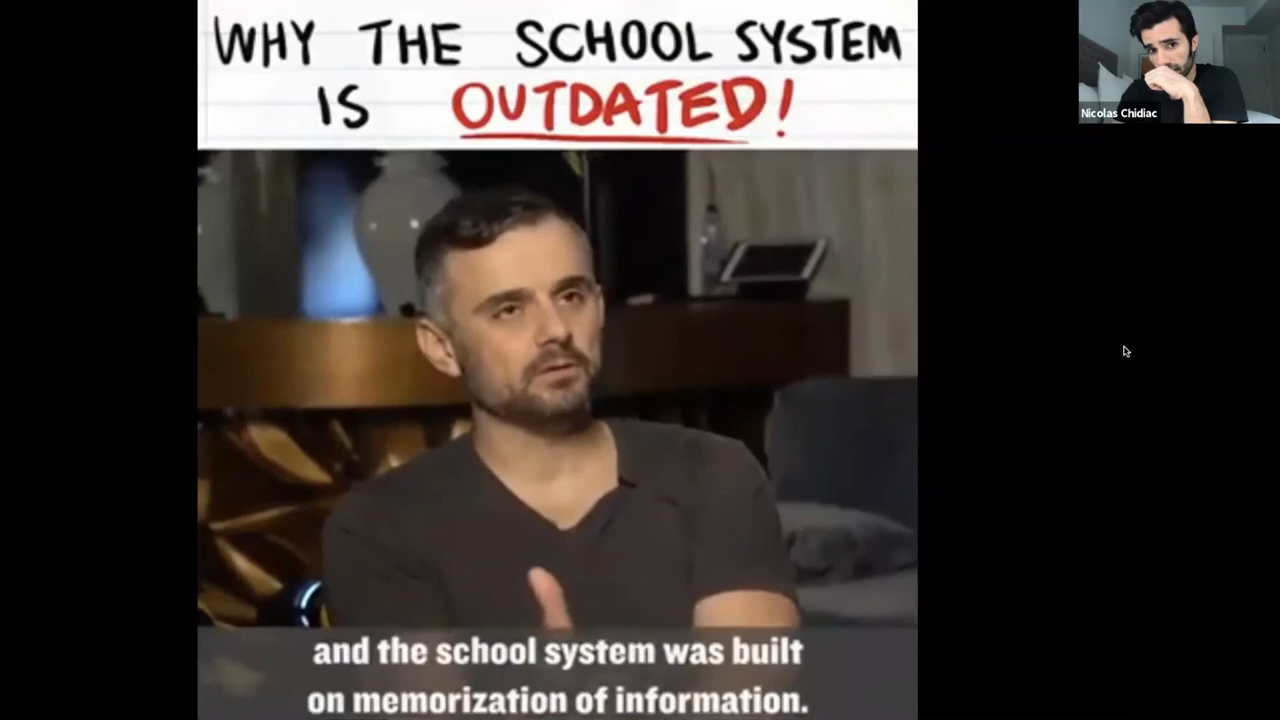 WHY THE SCHOOL SYSTEM
IS OUTDATED!
Nicolas Chidiac
and the school system was built
on memorization of information.